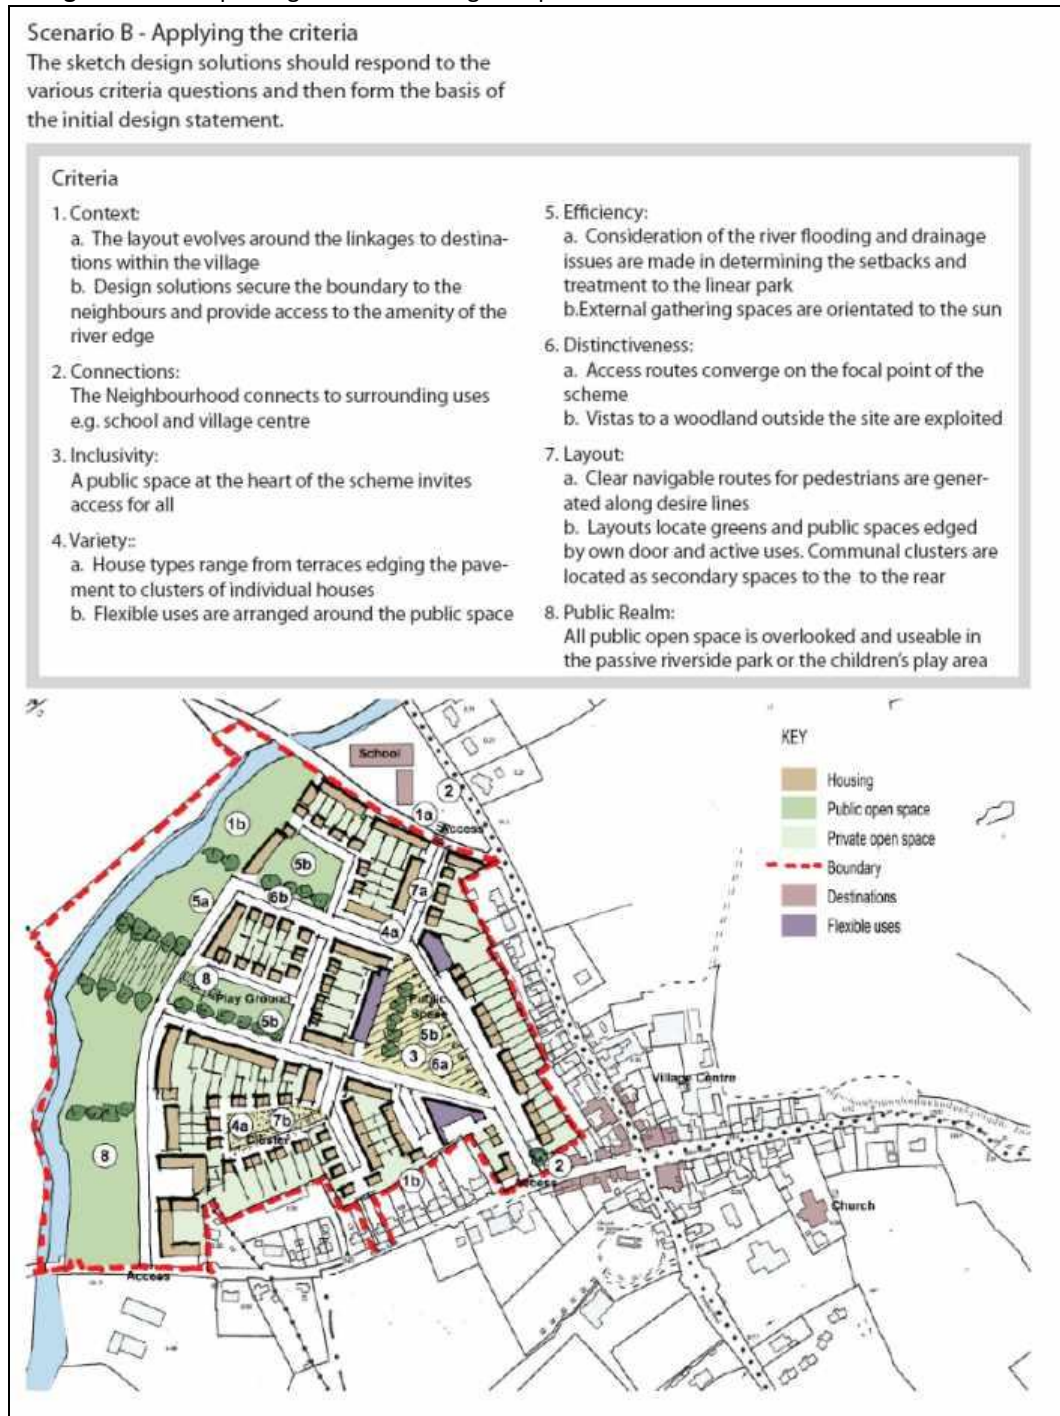 Scenario B - Applying the criteria
The sketch design solutions should respond to the
various criteria questions and then form the basis of
the initial design statement.
Criteria
1. Context:
a. The layout evolves around the linkages to destina-
tions within the village
b. Design solutions secure the boundary to the
neighbours and provide access to the amenity of the
river edge
2. Connections:
The Neighbourhood connects to surrounding uses
e.g. school and village centre
3. Inclusivity:
A public space at the heart of the scheme invites
access for all
4. Variety::
a. House types range from terraces edging the pave-
ment to clusters of individual houses
b. Flexible uses are arranged around the public space
5. Efficiency:
a. Consideration of the river flooding and drainage
issues are made in determining the setbacks and
treatment to the linear park
b.External gathering spaces are orientated to the sun
6. Distinctiveness:
a. Access routes converge on the focal point of the
scheme
b. Vistas to a woodland outside the site are exploited
7. Layout:
a. Clear navigable routes for pedestrians are gener-
ated along desire lines
b. Layouts locate greens and public spaces edged
by own door and active uses. Communal clusters are
located as secondary spaces to the to the rear
8. Public Realm:
All public open space is overlooked and useable in
the passive riverside park or the children's play area
KEY
Housing
Public open space
Private open space
Boundary
Destinations
Flexible uses
School
2
1a
Access
1b
5b
7a
5a
6b
4a
8
Play Ground
5b
Public
Space
5b
3
6a
Village Centre
4a
7b
Cluster
8
1b
2
Access
Church
Access